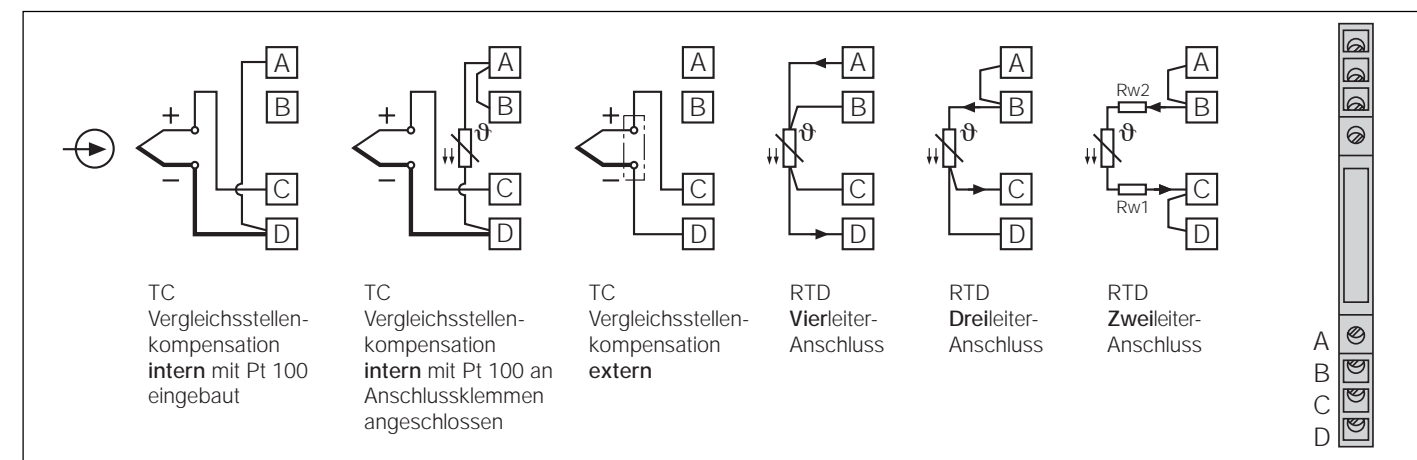 A
B
+
−
C
D
TC
Vergleichsstellen-
kompensation
intern mit Pt 100
eingebaut
A
B
+
ϑ
−
C
D
TC
Vergleichsstellen-
kompensation
intern mit Pt 100 an
Anschlussklemmen
angeschlossen
A
B
+
−
C
D
TC
Vergleichsstellen-
kompensation
extern
A
B
ϑ
C
D
RTD
Vierleiter-
Anschluss
A
B
ϑ
C
D
RTD
Dreileiter-
Anschluss
A
Rw2
B
ϑ
C
Rw1
D
RTD
Zweileiter-
Anschluss
A
B
C
D